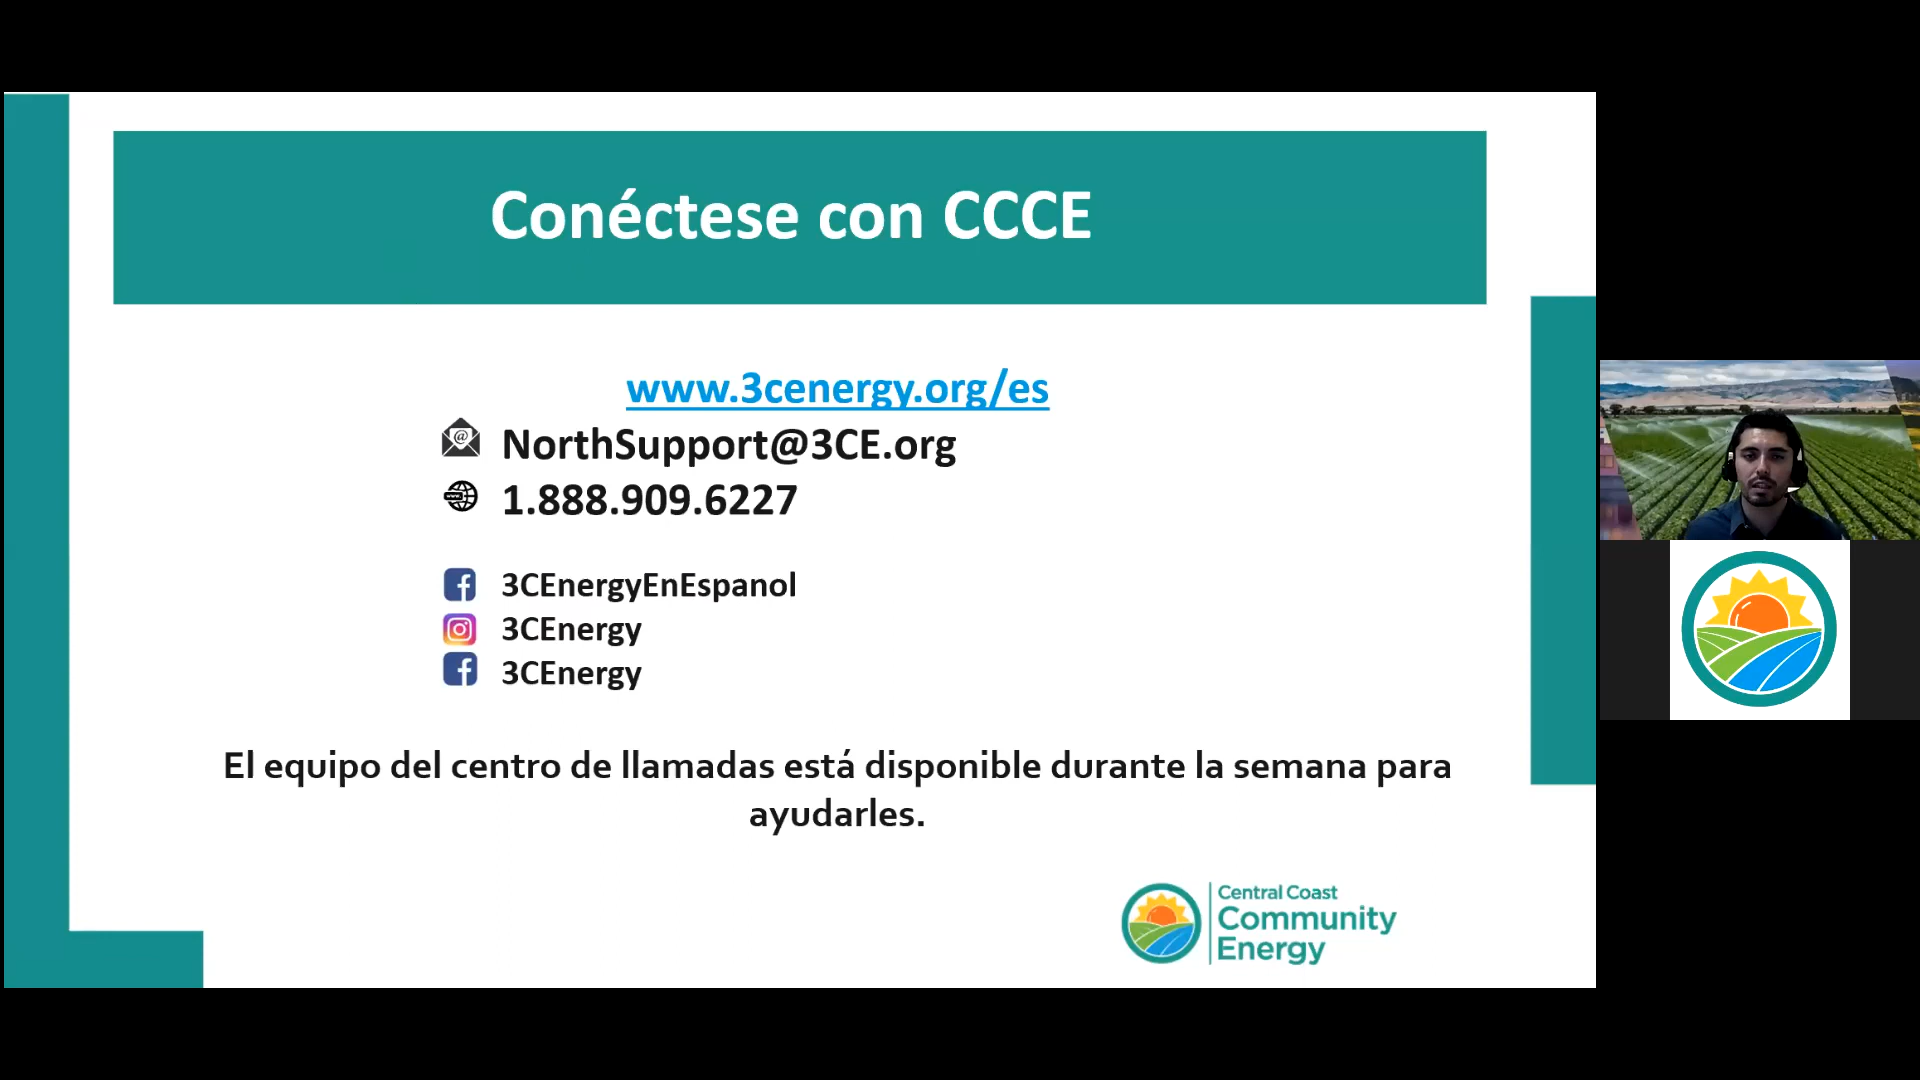 Conéctese con CCCE
www.3cenergy.org/es
NorthSupport@3CE.org
1.888.909.6227
3CEnergyEnEspanol
3CEnergy
3CEnergy
El equipo del centro de llamadas está disponible durante la semana para
ayudarles.
Central Coast
Community
Energy